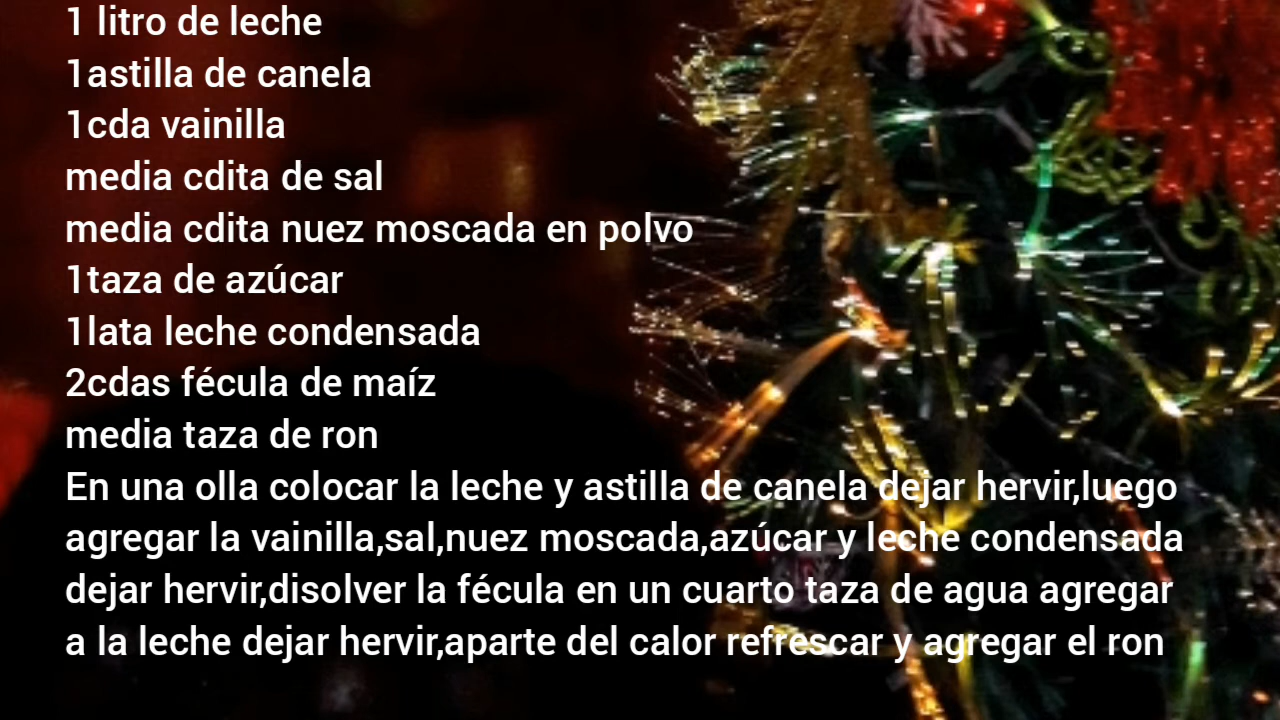 1 litro de leche
1astilla de canela
1cda vainilla
media cdita de sal
media cdita nuez moscada en polvo
1taza de azúcar
1lata leche condensada
2cdas fécula de maíz
media taza de ron
En una olla colocar la leche y astilla de canela dejar hervir,luego
agregar la vainilla,sal,nuez moscada,azúcar y leche condensada
dejar hervir,disolver la fécula en un cuarto taza de agua agregar
a la leche dejar hervir,aparte del calor refrescar y agregar el ron